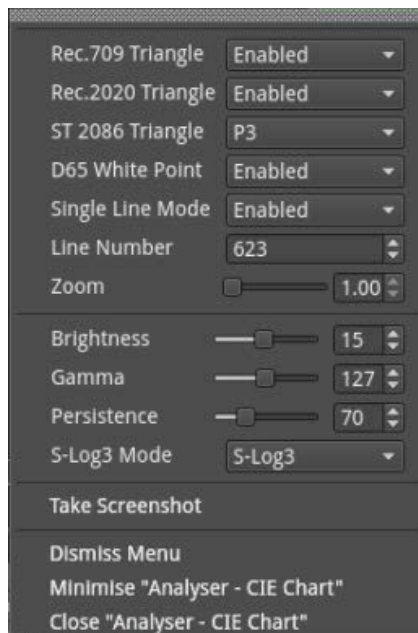 Rec.709 Triangle Enabled
Rec.2020 Triangle Enabled
ST 2086 Triangle P3
D65 White Point Enabled
Single Line Mode Enabled
Line Number 623
Zoom 1.00
Brightness 15
Gamma 127
Persistence 70
S-Log3 Mode S-Log3
Take Screenshot
Dismiss Menu
Minimise "Analyser - CIE Chart"
Close "Analyser - CIE Chart"